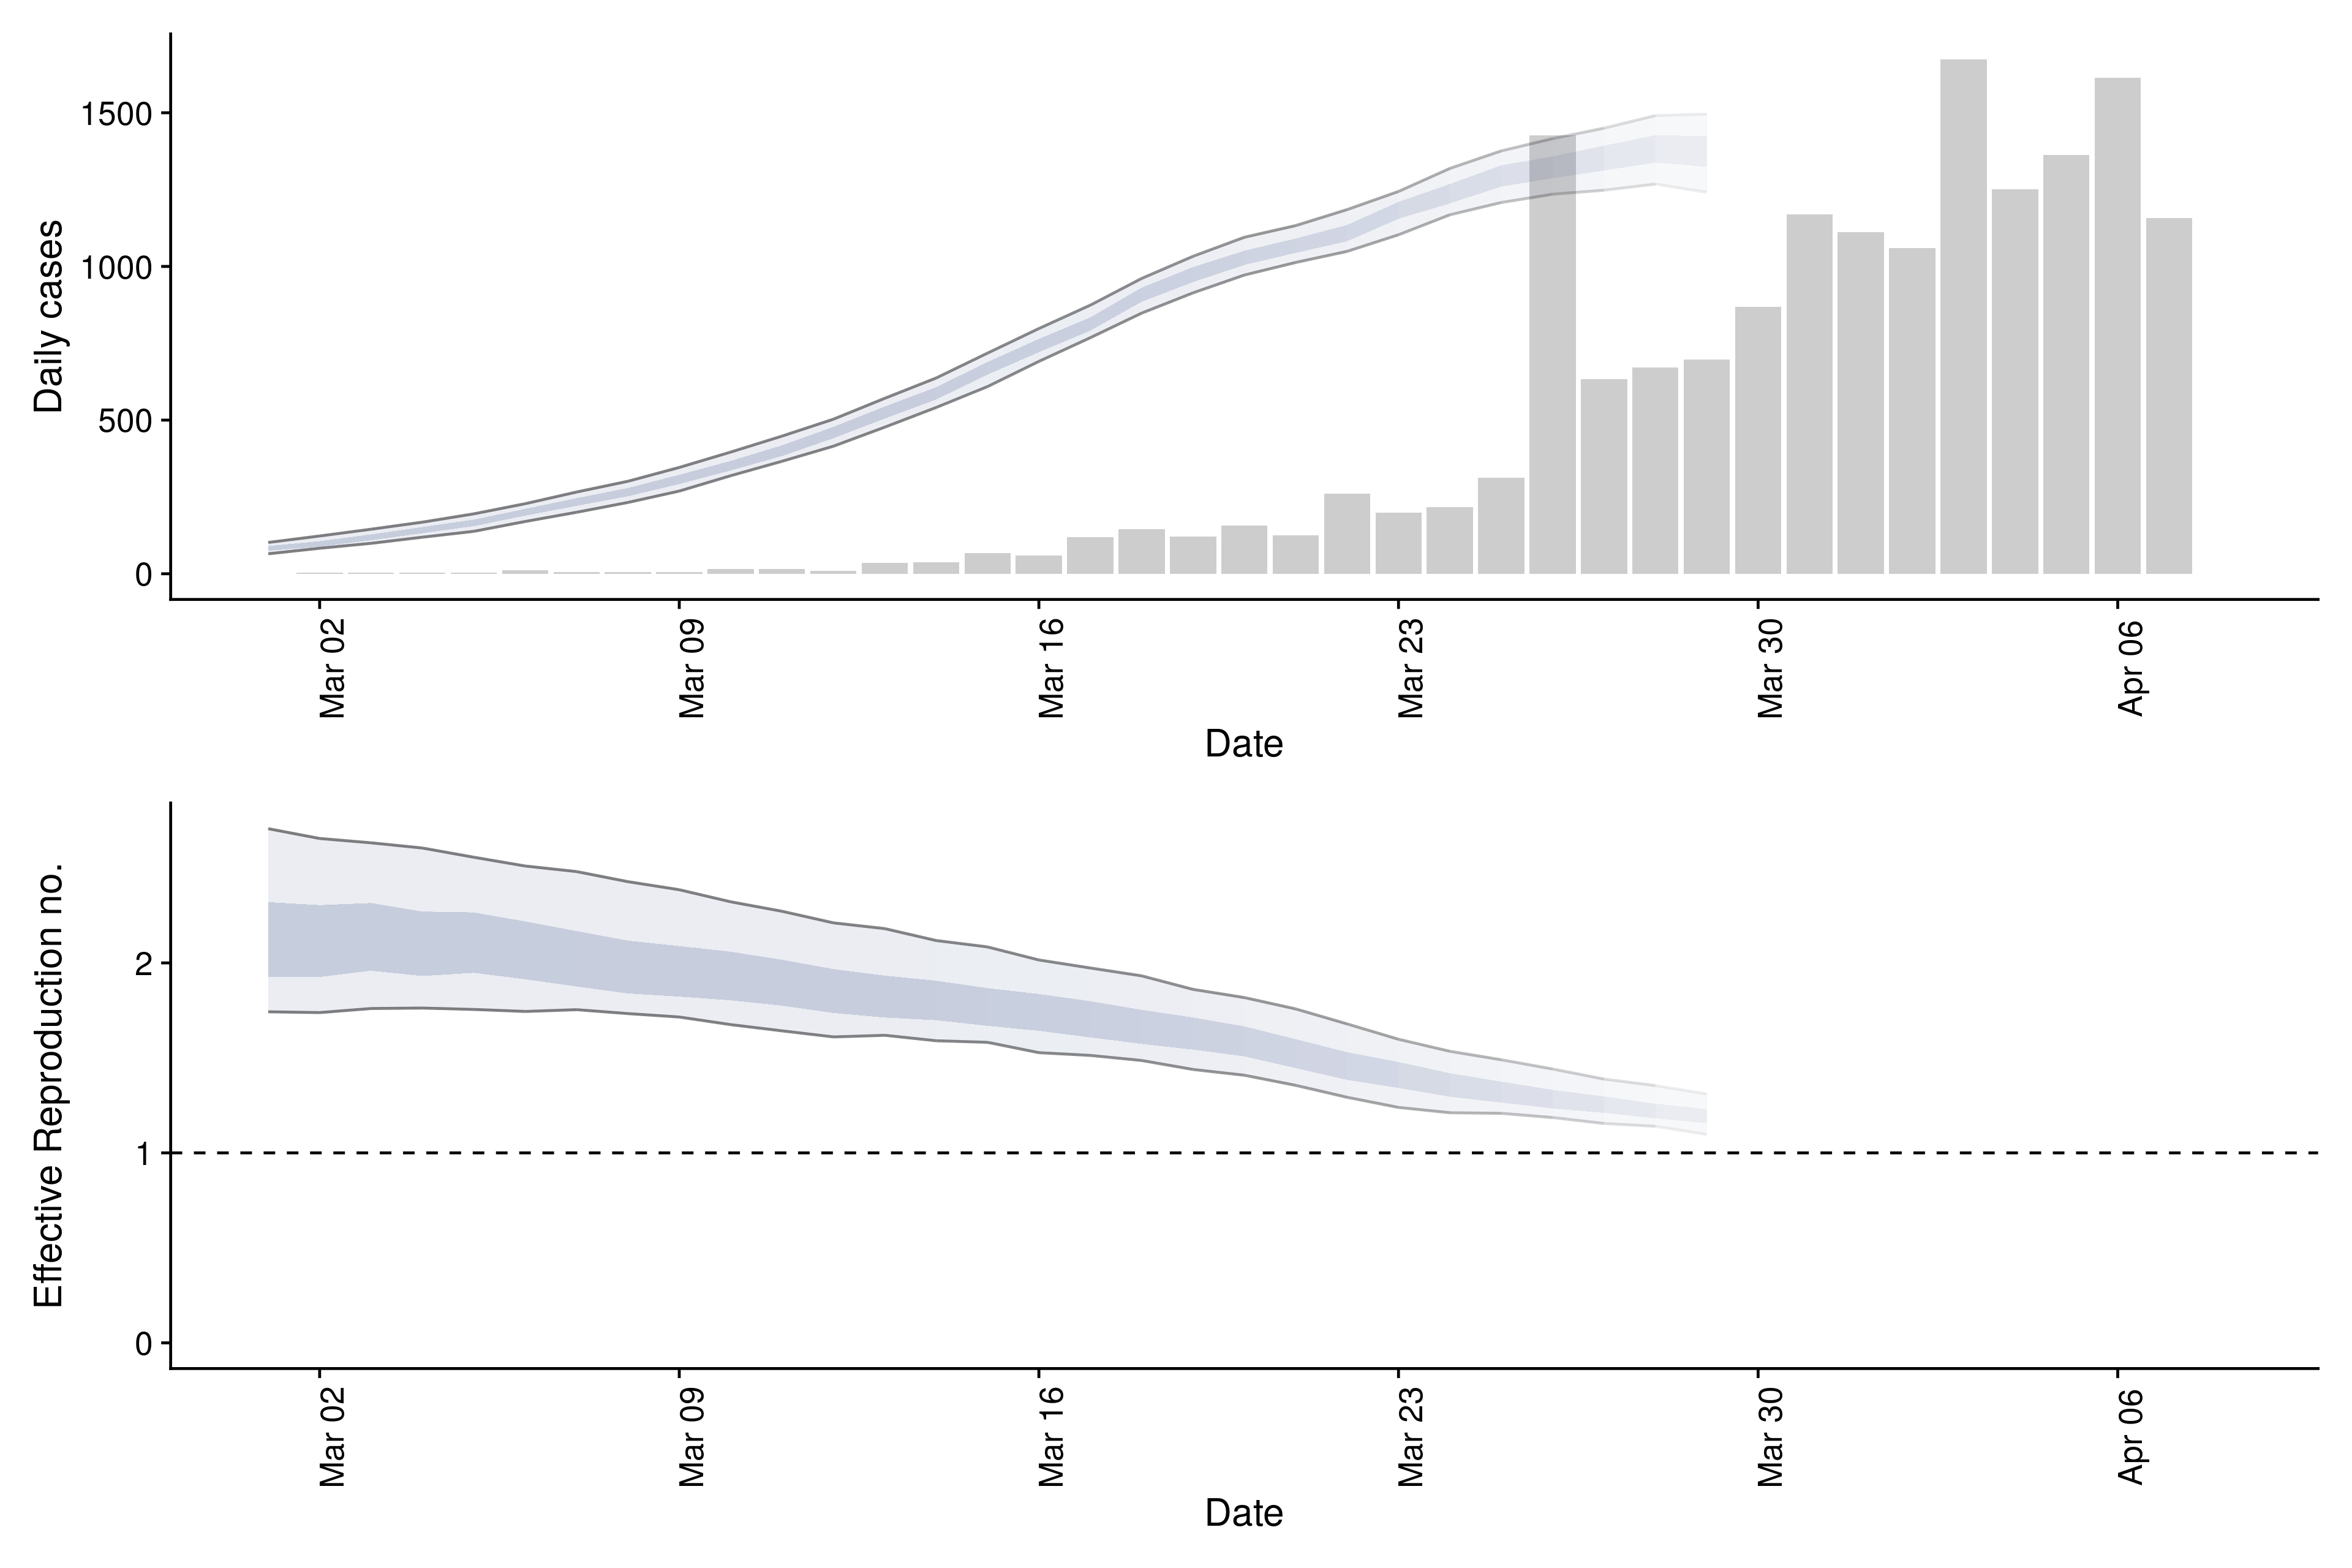 Daily cases
1500
1000
500
0
Mar 02
Mar 09
Mar 16
Mar 23
Mar 30
Apr 06
Date
Effective Reproduction no.
2
1
0
Mar 02
Mar 09
Mar 16
Mar 23
Mar 30
Apr 06
Date